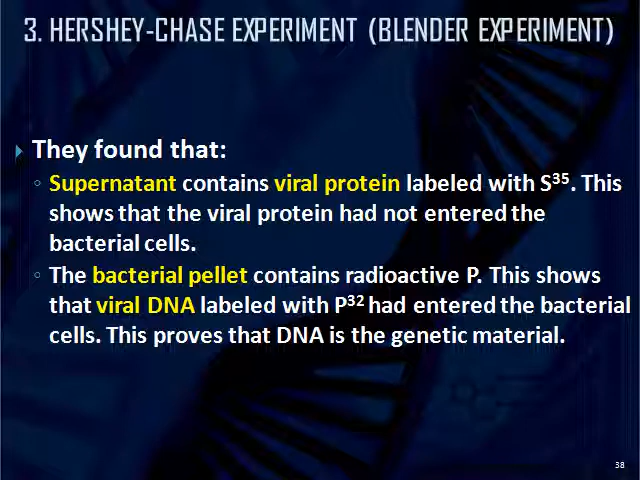 3. HERSHEY-CHASE EXPERIMENT (BLENDER EXPERIMENT)
They found that:
Supernatant contains viral protein labeled with S³⁵. This
shows that the viral protein had not entered the
bacterial cells.
The bacterial pellet contains radioactive P. This shows
that viral DNA labeled with P³² had entered the bacterial
cells. This proves that DNA is the genetic material.
38